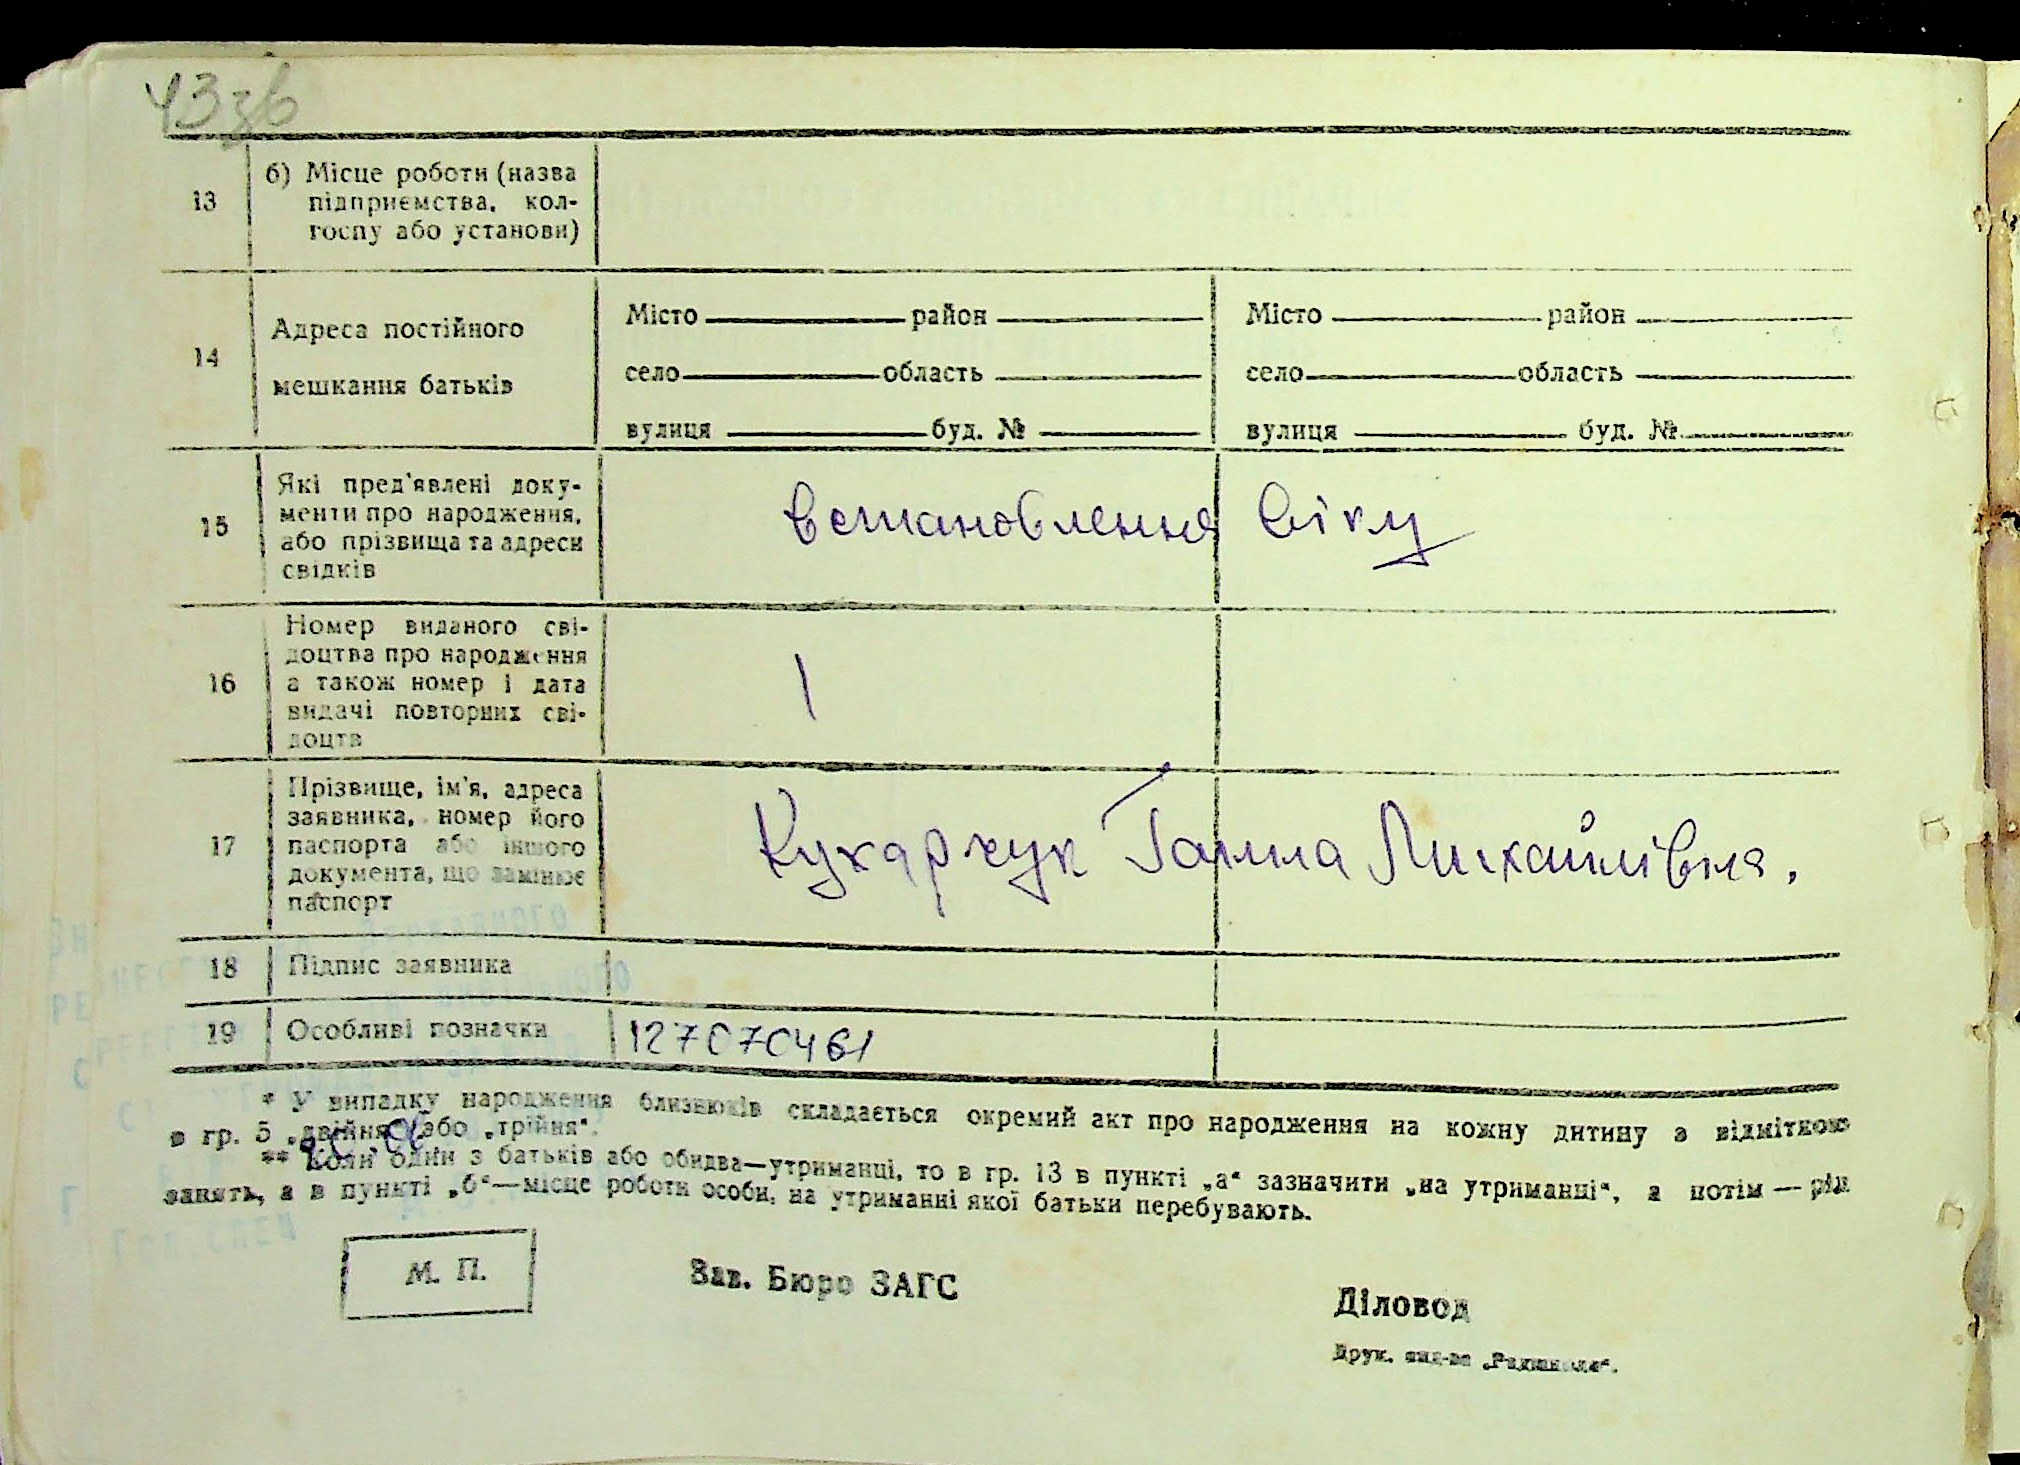 43зв
13
б) Місце роботи (назва
підприємства, кол-
госпу або установи)
14
Адреса постійного
мешкання батьків
Місто район
село область
вулиця буд. №
Місто район
село область
вулиця буд. №
15
Які пред'явлені доку-
менти про народження,
або прізвища та адреси
свідків
встановлення віку
16
Номер виданого сві-
доцтва про народження
а також номер і дата
видачі повторних сві-
доцтв
17
Прізвище, ім'я, адреса
заявника, номер його
паспорта або іншого
документа, що замінює
паспорт
Кухарчук Ганна Михайлівна.
18
Підпис заявника
19
Особливі позначки
127070461
* У випадку народження близнюків складається окремий акт про народження на кожну дитину з відміткою
в гр. 5 „двійня" або „трійня".
** Коли один з батьків або обидва—утриманці, то в гр. 13 в пункті „а" зазначити „на утриманні", а потім — рід
занять, а в пункті „б"—місце роботи особи, на утриманні якої батьки перебувають.
М. П.
Зав. Бюро ЗАГС
Діловод
Друк.